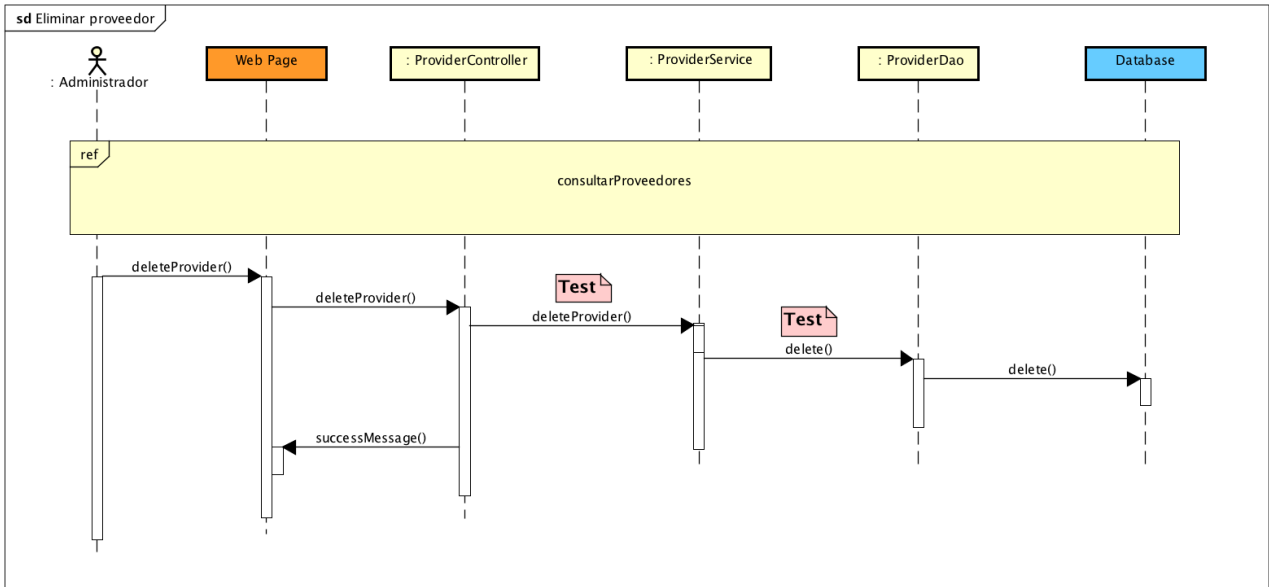 sd Eliminar proveedor
: Administrador
Web Page
: ProviderController
: ProviderService
: ProviderDao
Database
ref
consultarProveedores
deleteProvider()
deleteProvider()
Test
deleteProvider()
Test
delete()
delete()
successMessage()